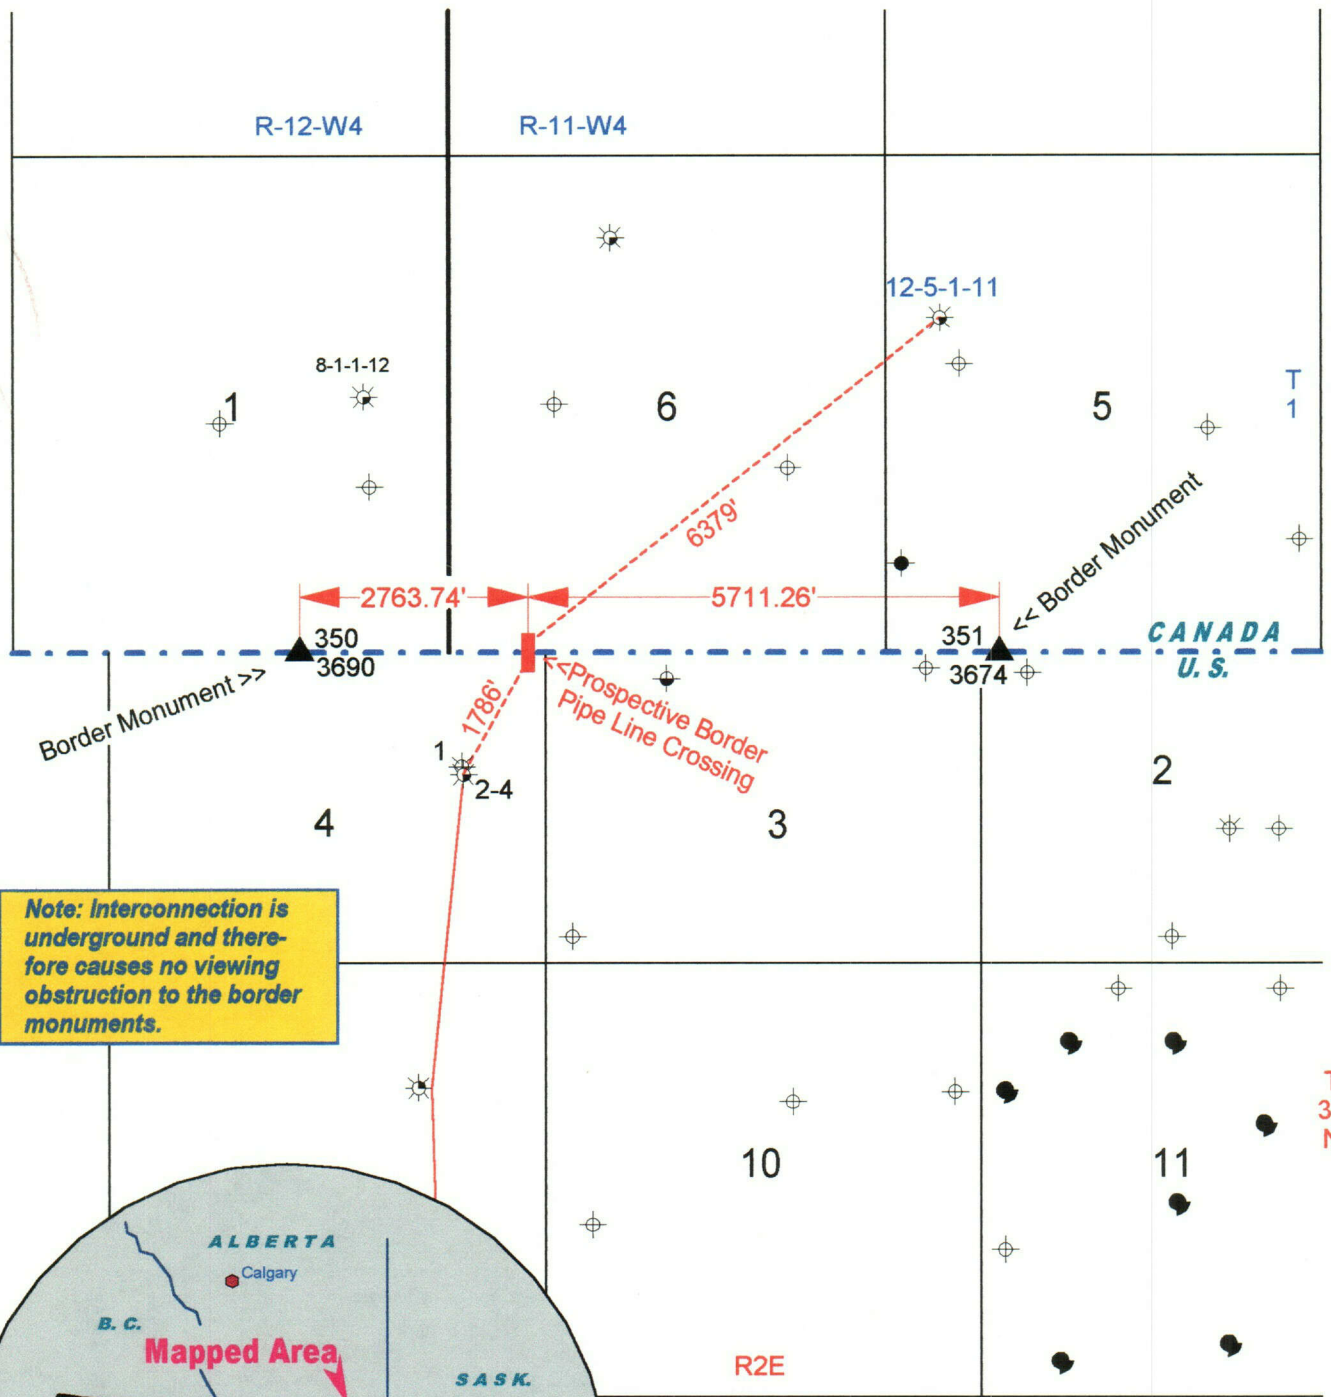 R-12-W4
R-11-W4
12-5-1-11
8-1-1-12
1
6
5
T
1
6379'
<< Border Monument
2763.74'
5711.26'
350
3690
351
3674
CANADA
U. S.
Border Monument >>
<<Prospective Border
Pipe Line Crossing
1786'
1
2-4
4
3
2
Note: Interconnection is
underground and there-
fore causes no viewing
obstruction to the border
monuments.
10
11
ALBERTA
Calgary
B. C.
Mapped Area
SASK.
R2E